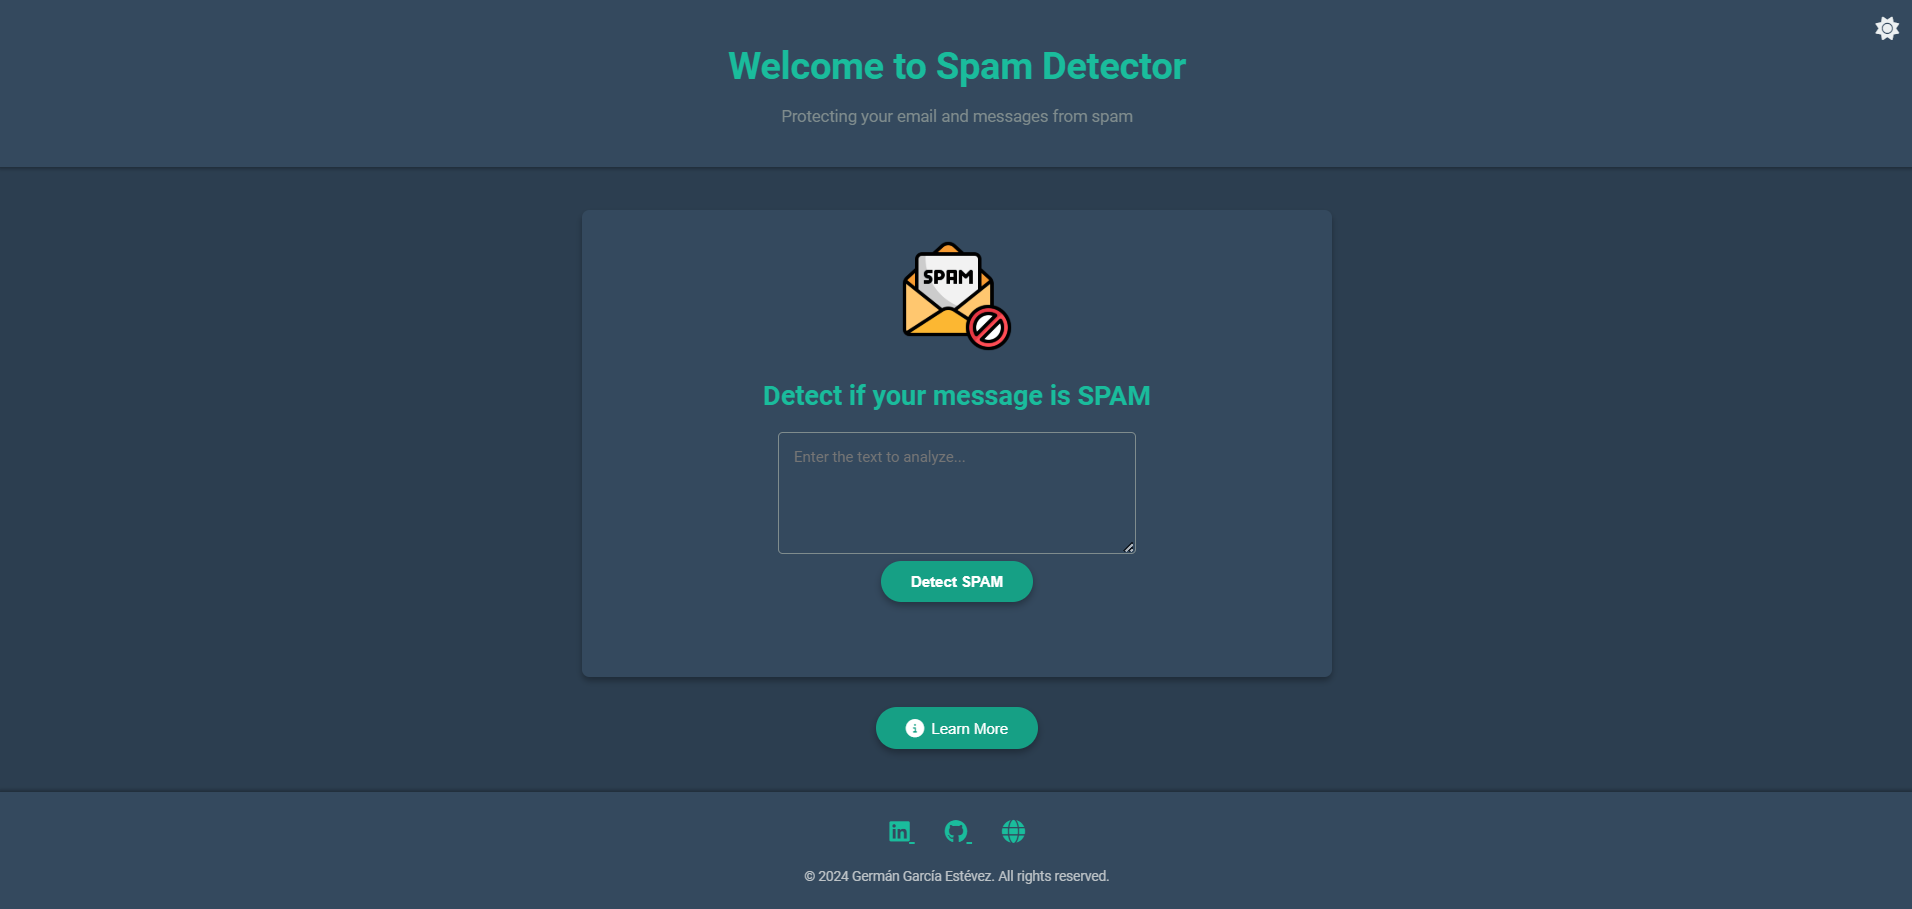 Welcome to Spam Detector
Protecting your email and messages from spam
SPAM
Detect if your message is SPAM
Enter the text to analyze...
Detect SPAM
Learn More
in
© 2024 Germán García Estévez. All rights reserved.